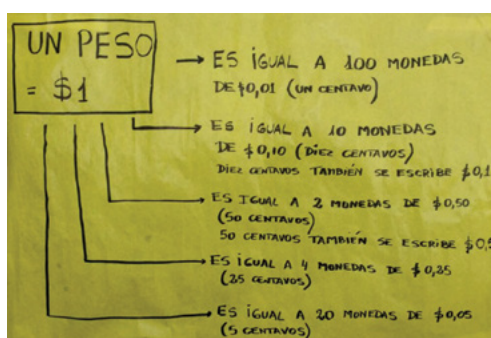 UN PESO
= $1
ES IGUAL A 100 MONEDAS
DE $0,01 (UN CENTAVO)
ES IGUAL A 10 MONEDAS
DE $0,10 (DIEZ CENTAVOS)
DIEZ CENTAVOS TAMBIÉN SE ESCRIBE $0,1
ES IGUAL A 2 MONEDAS DE $0,50
(50 CENTAVOS)
50 CENTAVOS TAMBIÉN SE ESCRIBE $0,5
ES IGUAL A 4 MONEDAS DE $0,25
(25 CENTAVOS)
ES IGUAL A 20 MONEDAS DE $0,05
(5 CENTAVOS)